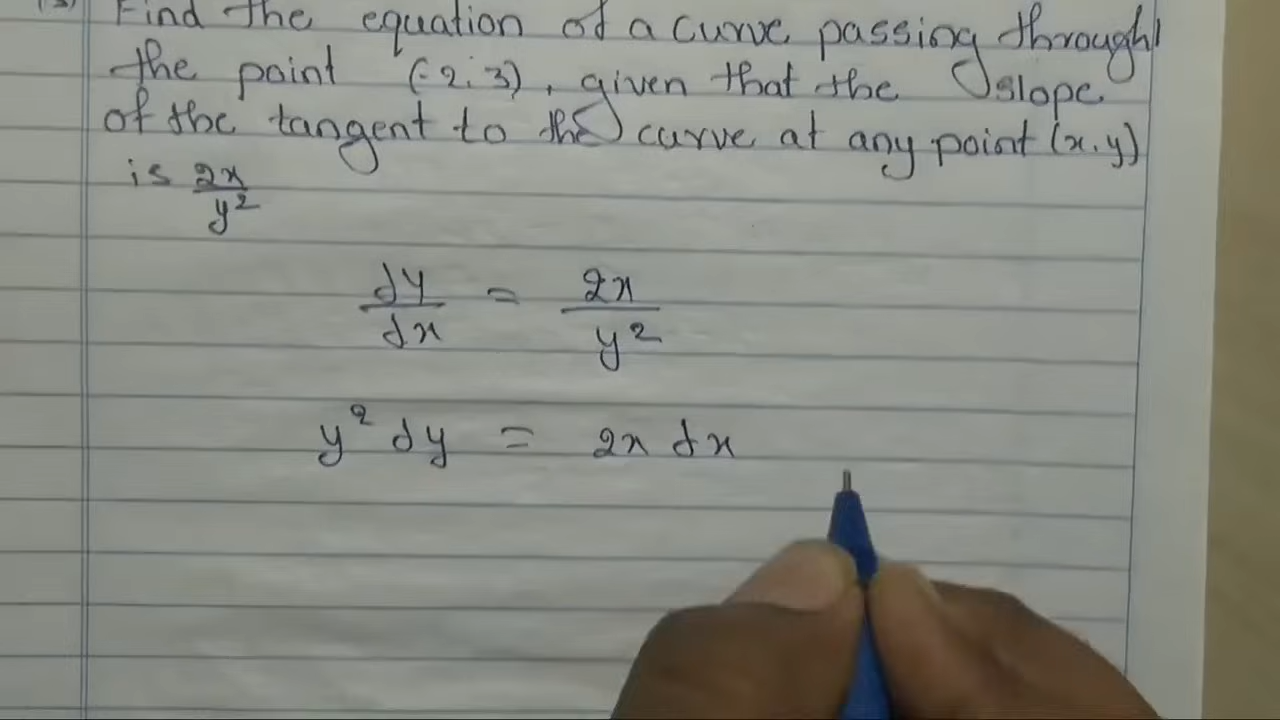 Find the equation of a curve passing through
the point (-2, 3), given that the slope
of the tangent to the curve at any point (x, y)
is 2x/y²
dy/dx = 2x/y²
y² dy = 2x dx